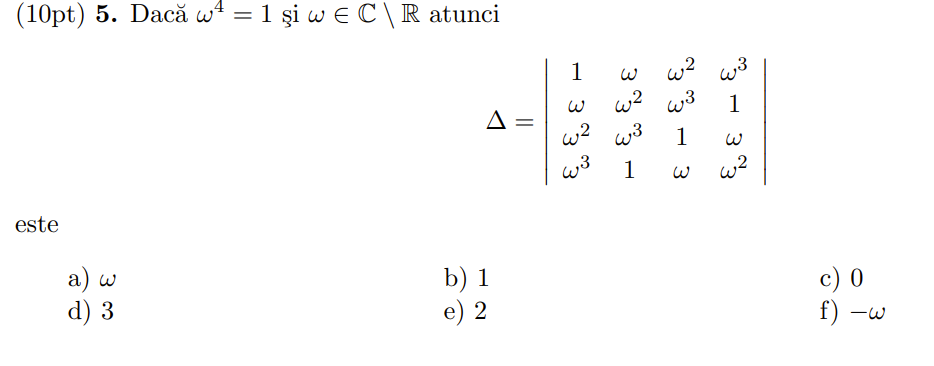 (10pt) 5. Dacă ω⁴ = 1 și ω ∈ ℂ \ ℝ atunci
1 ω ω² ω³
ω ω² ω³ 1
Δ =
ω² ω³ 1 ω
ω³ 1 ω ω²
este
a) ω b) 1 c) 0
d) 3 e) 2 f) −ω